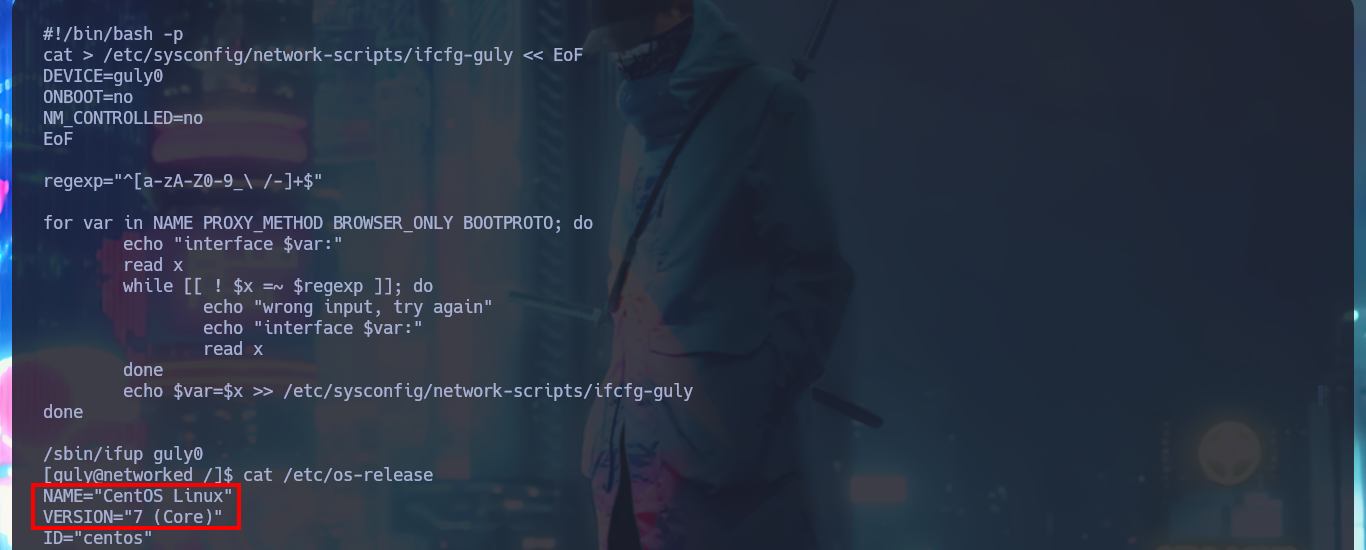 #!/bin/bash -p
cat > /etc/sysconfig/network-scripts/ifcfg-guly << EoF
DEVICE=guly0
ONBOOT=no
NM_CONTROLLED=no
EoF
regexp="^[a-zA-Z0-9_\ /-]+$"
for var in NAME PROXY_METHOD BROWSER_ONLY BOOTPROTO; do
echo "interface $var:"
read x
while [[ ! $x =~ $regexp ]]; do
echo "wrong input, try again"
echo "interface $var:"
read x
done
echo $var=$x >> /etc/sysconfig/network-scripts/ifcfg-guly
done
/sbin/ifup guly0
[guly@networked /]$ cat /etc/os-release
NAME="CentOS Linux"
VERSION="7 (Core)"
ID="centos"